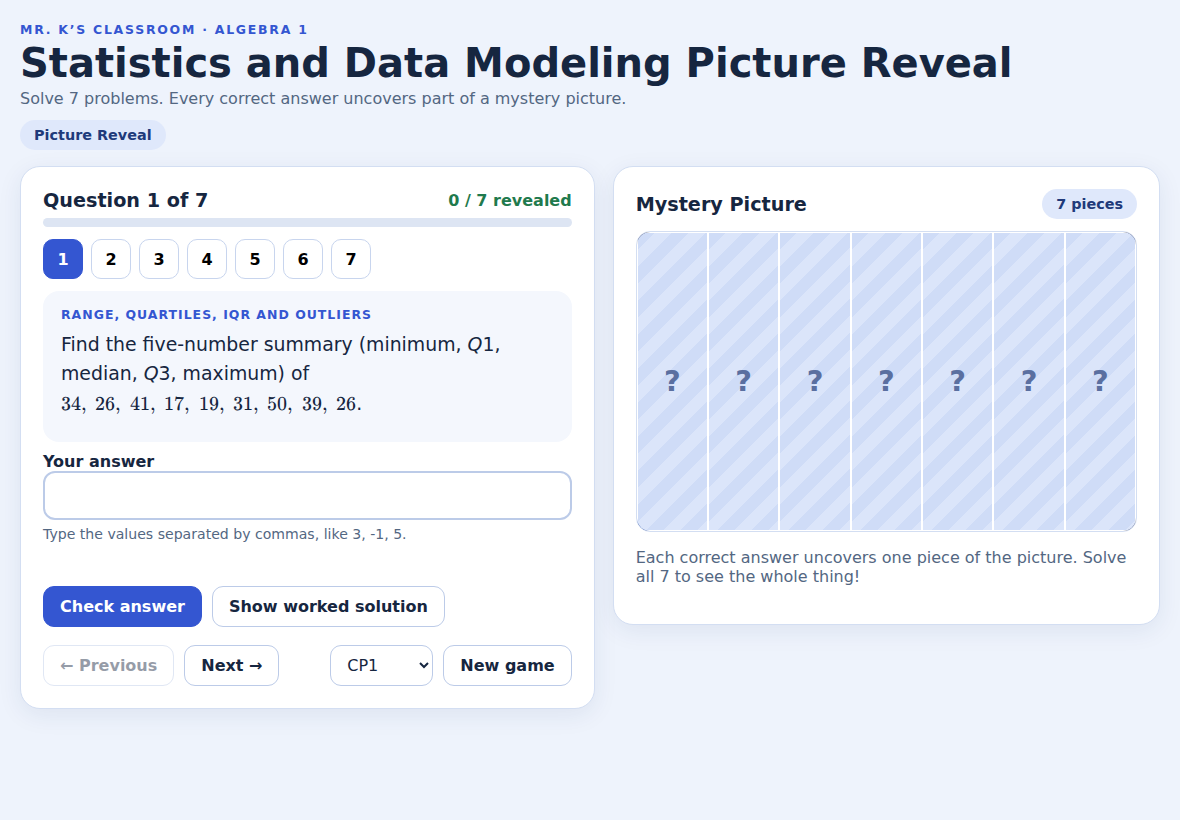 MR. K’S CLASSROOM · ALGEBRA 1
Statistics and Data Modeling Picture Reveal
Solve 7 problems. Every correct answer uncovers part of a mystery picture.
Picture Reveal
Question 1 of 7
0 / 7 revealed
1 2 3 4 5 6 7
RANGE, QUARTILES, IQR AND OUTLIERS
Find the five-number summary (minimum, Q1,
median, Q3, maximum) of
34, 26, 41, 17, 19, 31, 50, 39, 26.
Your answer
Type the values separated by commas, like 3, -1, 5.
Check answer
Show worked solution
← Previous
Next →
CP1
New game
Mystery Picture
7 pieces
? ? ? ? ? ? ?
Each correct answer uncovers one piece of the picture. Solve
all 7 to see the whole thing!